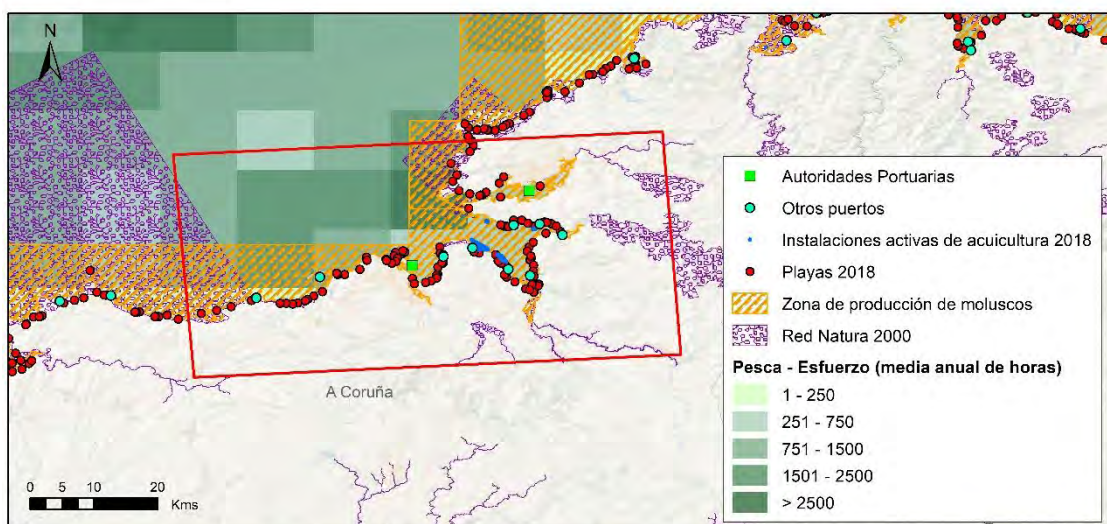 N
Autoridades Portuarias
Otros puertos
Instalaciones activas de acuicultura 2018
Playas 2018
Zona de producción de moluscos
Red Natura 2000
Pesca - Esfuerzo (media anual de horas)
1 - 250
251 - 750
751 - 1500
1501 - 2500
> 2500
A Coruña
0 5 10 20
Kms